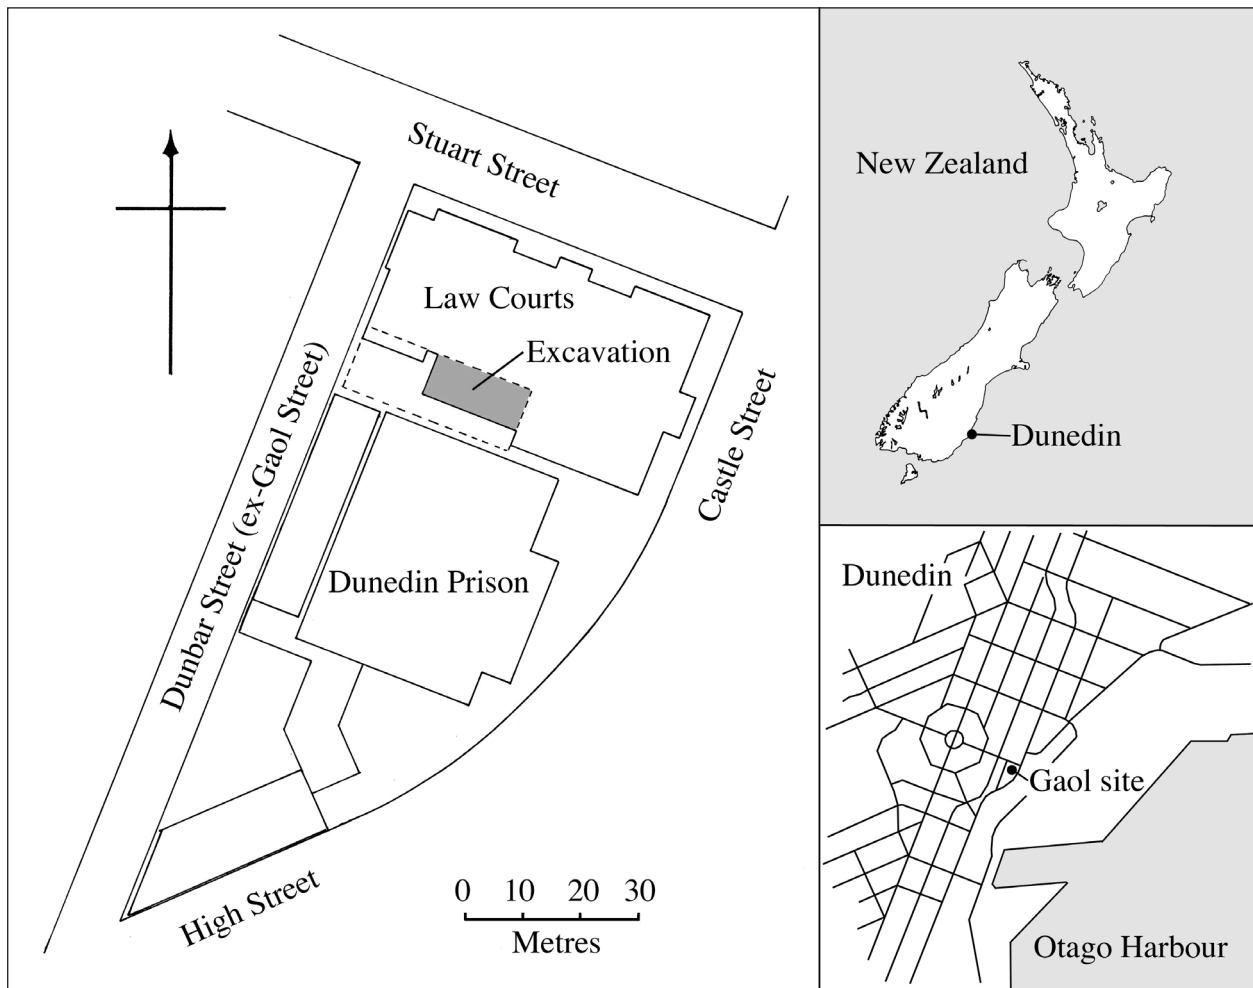 Stuart Street
Law Courts
Excavation
Castle Street
Dunbar Street (ex-Gaol Street)
Dunedin Prison
High Street
0 10 20 30
Metres
New Zealand
Dunedin
Dunedin
Gaol site
Otago Harbour